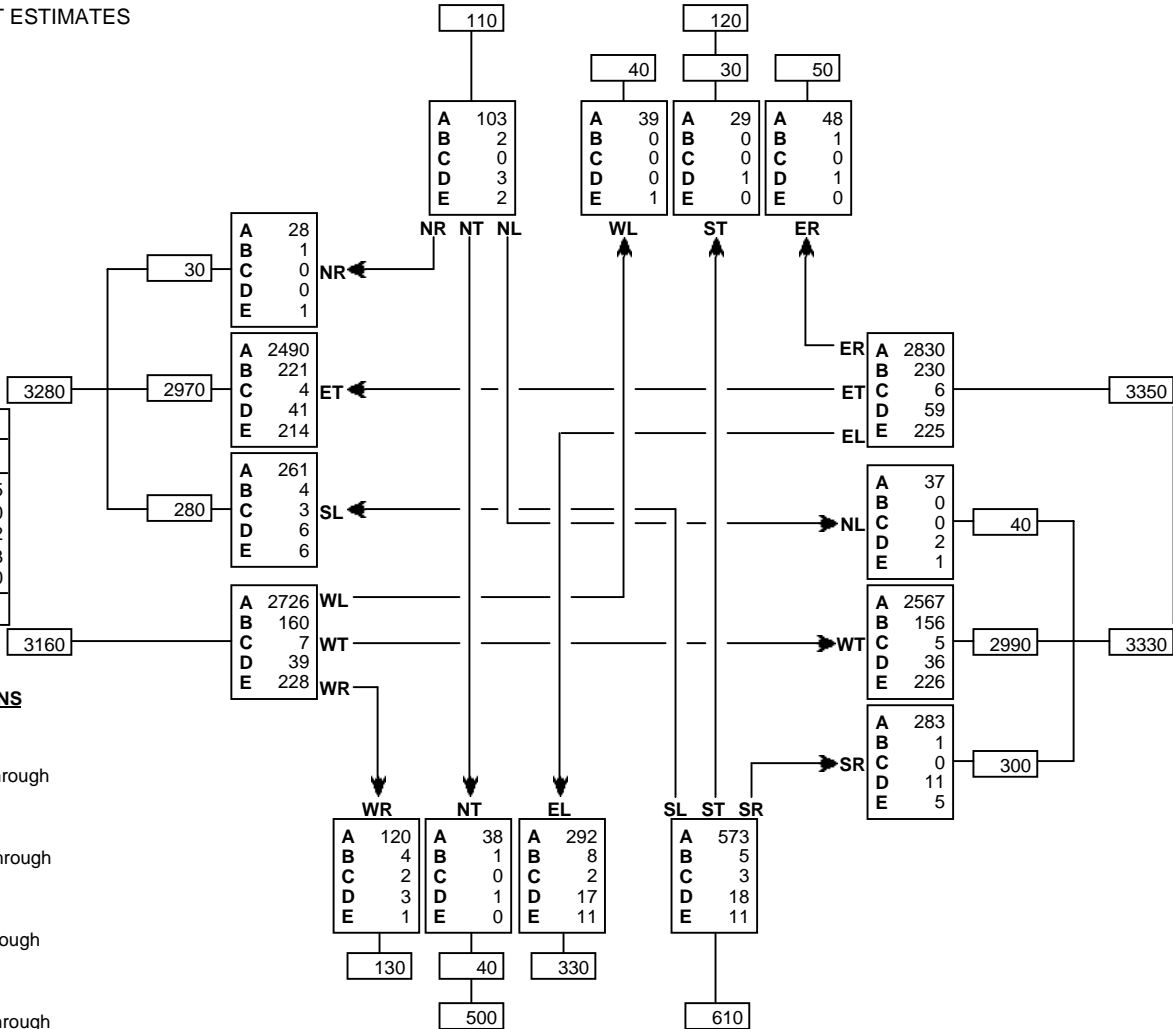 T ESTIMATES
110
120
40
30
50
A 103
B 2
C 0
D 3
E 2
A 39
B 0
C 0
D 0
E 1
A 29
B 0
C 0
D 1
E 0
A 48
B 1
C 0
D 1
E 0
NR NT NL
WL
ST
ER
30
A 28
B 1
C 0
D 0
E 1
NR
3280
2970
A 2490
B 221
C 4
D 41
E 214
ET
280
A 261
B 4
C 3
D 6
E 6
SL
ER
ET
EL
A 2830
B 230
C 6
D 59
E 225
3350
NL
A 37
B 0
C 0
D 2
E 1
40
3160
A 2726
B 160
C 7
D 39
E 228
WL
WT
WR
WT
A 2567
B 156
C 5
D 36
E 226
2990
3330
SR
A 283
B 1
C 0
D 11
E 5
300
NS
rough
rough
ough
rough
WR
NT
EL
SL ST SR
A 120
B 4
C 2
D 3
E 1
A 38
B 1
C 0
D 1
E 0
A 292
B 8
C 2
D 17
E 11
A 573
B 5
C 3
D 18
E 11
130
40
330
500
610